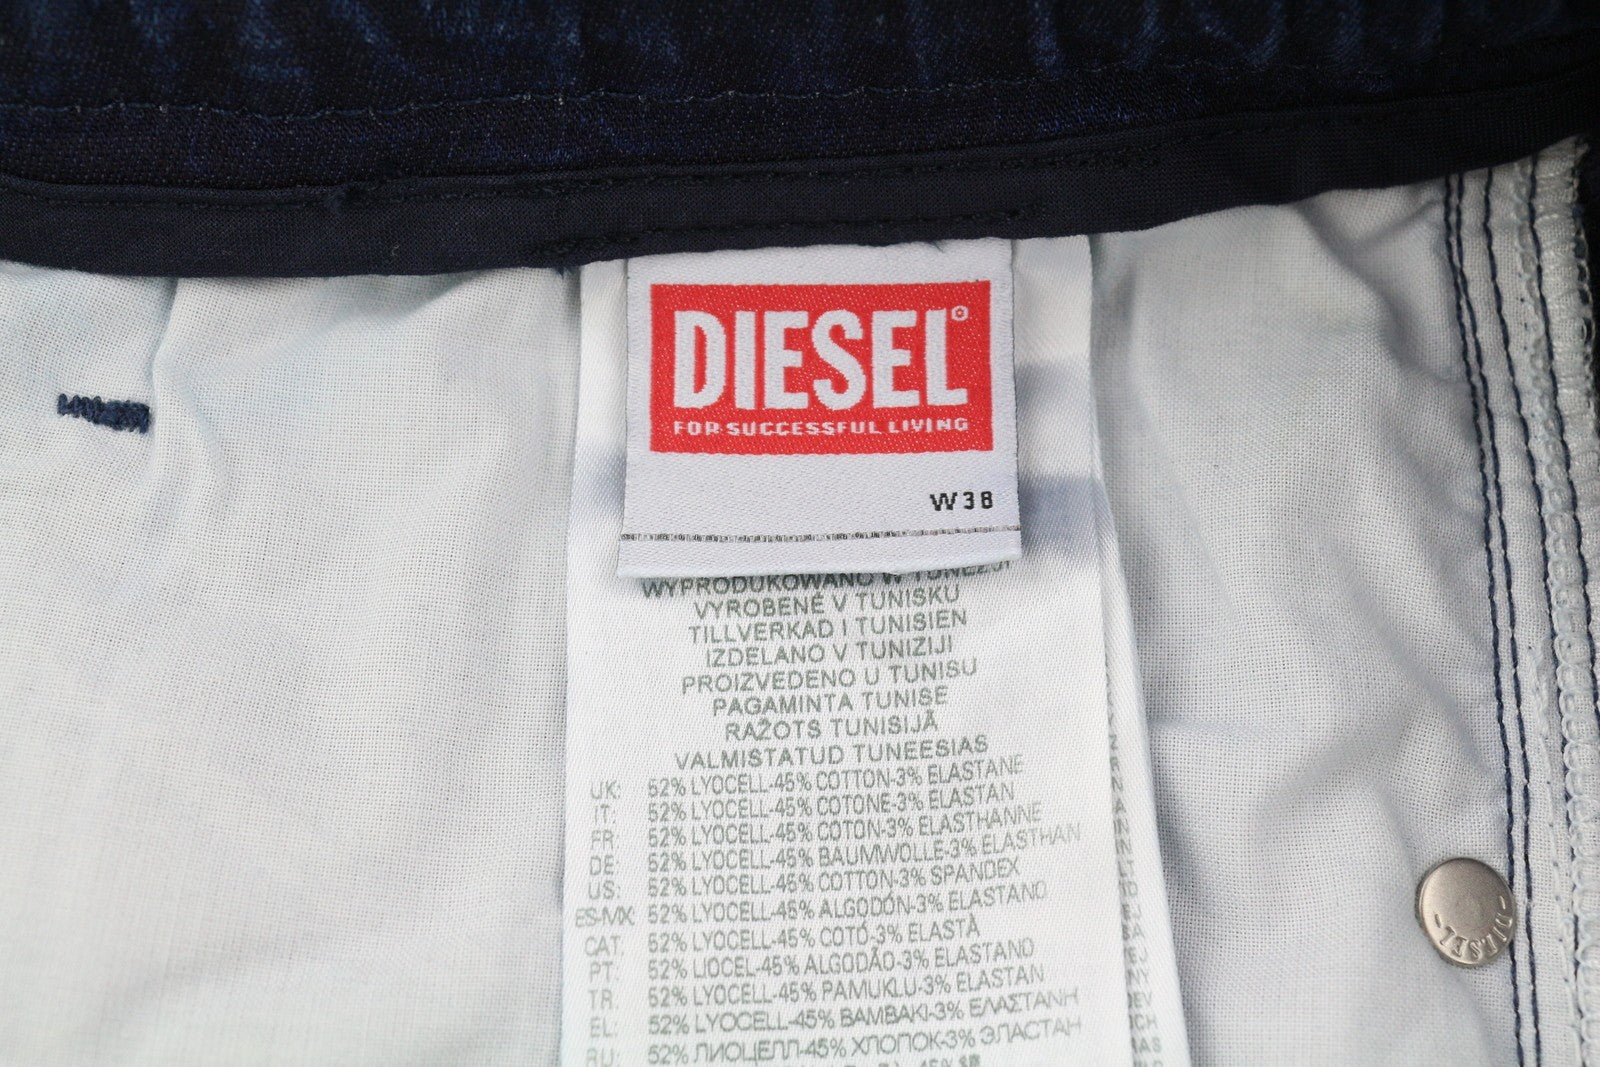 DIESEL
FOR SUCCESSFUL LIVING
W38
WYPRODUKOWANO W TUNEZJI
VYROBENÉ V TUNISKU
TILLVERKAD I TUNISIEN
IZDELANO V TUNIZIJI
PROIZVEDENO U TUNISU
PAGAMINTA TUNISE
RAŽOTS TUNISIJĀ
VALMISTATUD TUNEESIAS
UK: 52% LYOCELL-45% COTTON-3% ELASTANE
IT: 52% LYOCELL-45% COTONE-3% ELASTAN
FR: 52% LYOCELL-45% COTON-3% ELASTHANNE
DE: 52% LYOCELL-45% BAUMWOLLE-3% ELASTHAN
US: 52% LYOCELL-45% COTTON-3% SPANDEX
ES-MX: 52% LYOCELL-45% ALGODÓN-3% ELASTANO
CAT: 52% LYOCELL-45% COTÓ-3% ELASTÀ
PT: 52% LIOCEL-45% ALGODÃO-3% ELASTANO
TR: 52% LYOCELL-45% PAMUKLU-3% ELASTAN
EL: 52% LYOCELL-45% ΒΑΜΒΑΚΙ-3% ΕΛΑΣΤΑΝΗ
RU: 52% ЛИОЦЕЛЛ-45% ХЛОПОК-3% ЭЛАСТАН
DIESEL